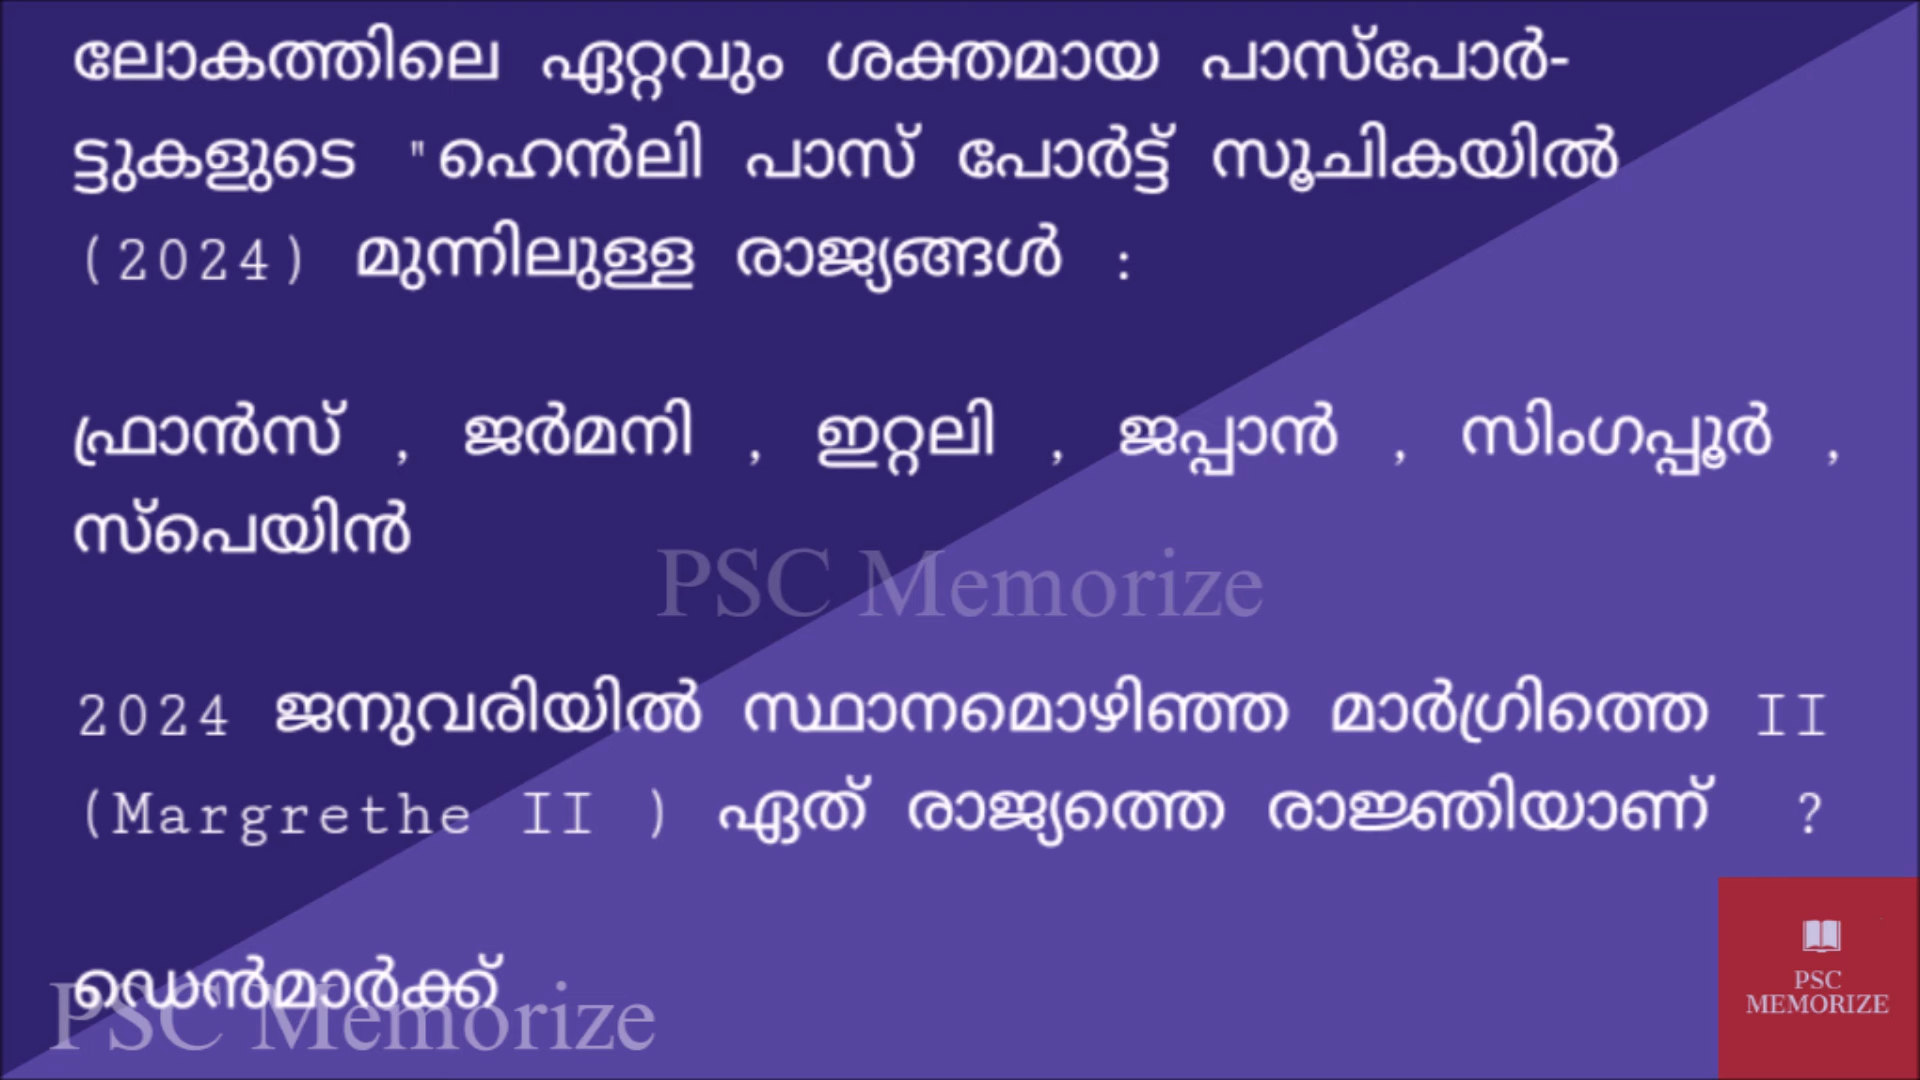 ലോകത്തിലെ ഏറ്റവും ശക്തമായ പാസ്പോർ-
ട്ടുകളുടെ "ഹെൻലി പാസ് പോർട്ട് സൂചികയിൽ
(2024) മുന്നിലുള്ള രാജ്യങ്ങൾ :
ഫ്രാൻസ് , ജർമനി , ഇറ്റലി , ജപ്പാൻ , സിംഗപ്പൂർ ,
സ്പെയിൻ
PSC Memorize
2024 ജനുവരിയിൽ സ്ഥാനമൊഴിഞ്ഞ മാർഗ്രിത്തെ II
(Margrethe II ) ഏത് രാജ്യത്തെ രാജ്ഞിയാണ് ?
ഡെൻമാർക്ക്
PSC Memorize
PSC
MEMORIZE